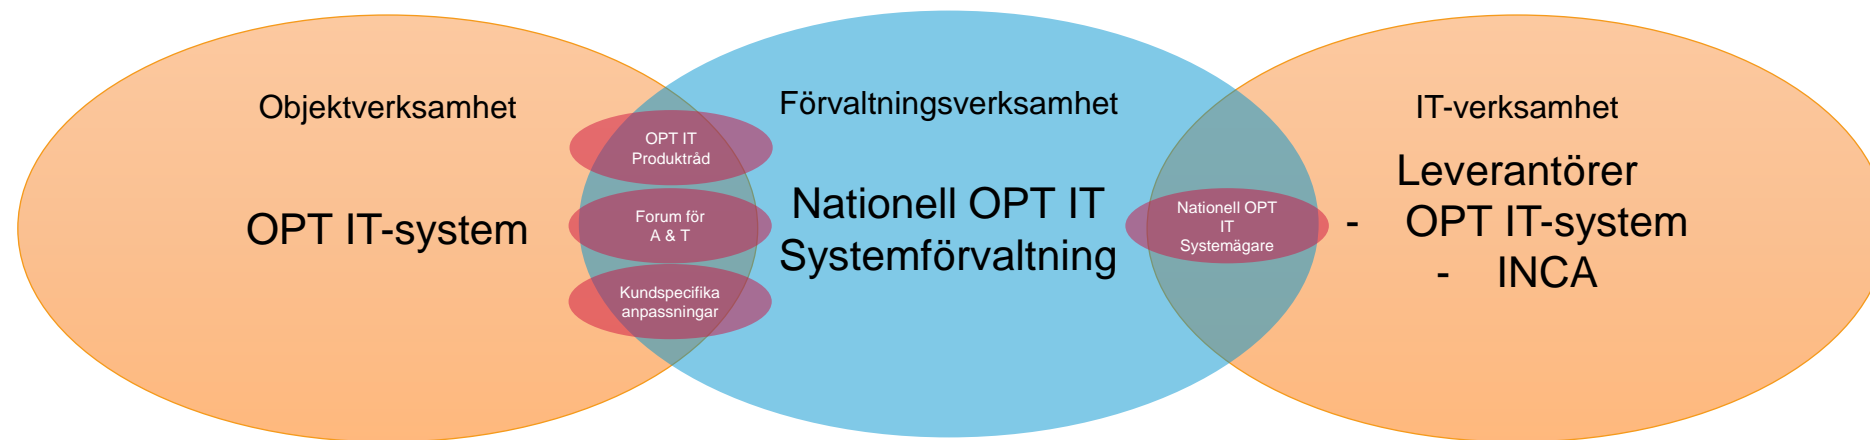 Objektverksamhet
OPT IT-system
OPT IT
Produktråd
Forum för
A & T
Kundspecifika
anpassningar
Förvaltningsverksamhet
Nationell OPT IT
Systemförvaltning
Nationell OPT
IT
Systemägare
IT-verksamhet
Leverantörer
- OPT IT-system
- INCA